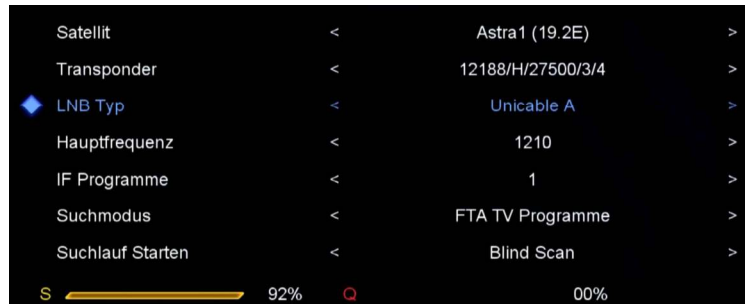 Satellit < Astra1 (19.2E) >
Transponder < 12188/H/27500/3/4 >
LNB Typ < Unicable A >
Hauptfrequenz < 1210 >
IF Programme < 1 >
Suchmodus < FTA TV Programme >
Suchlauf Starten < Blind Scan >
S 92% Q 00%